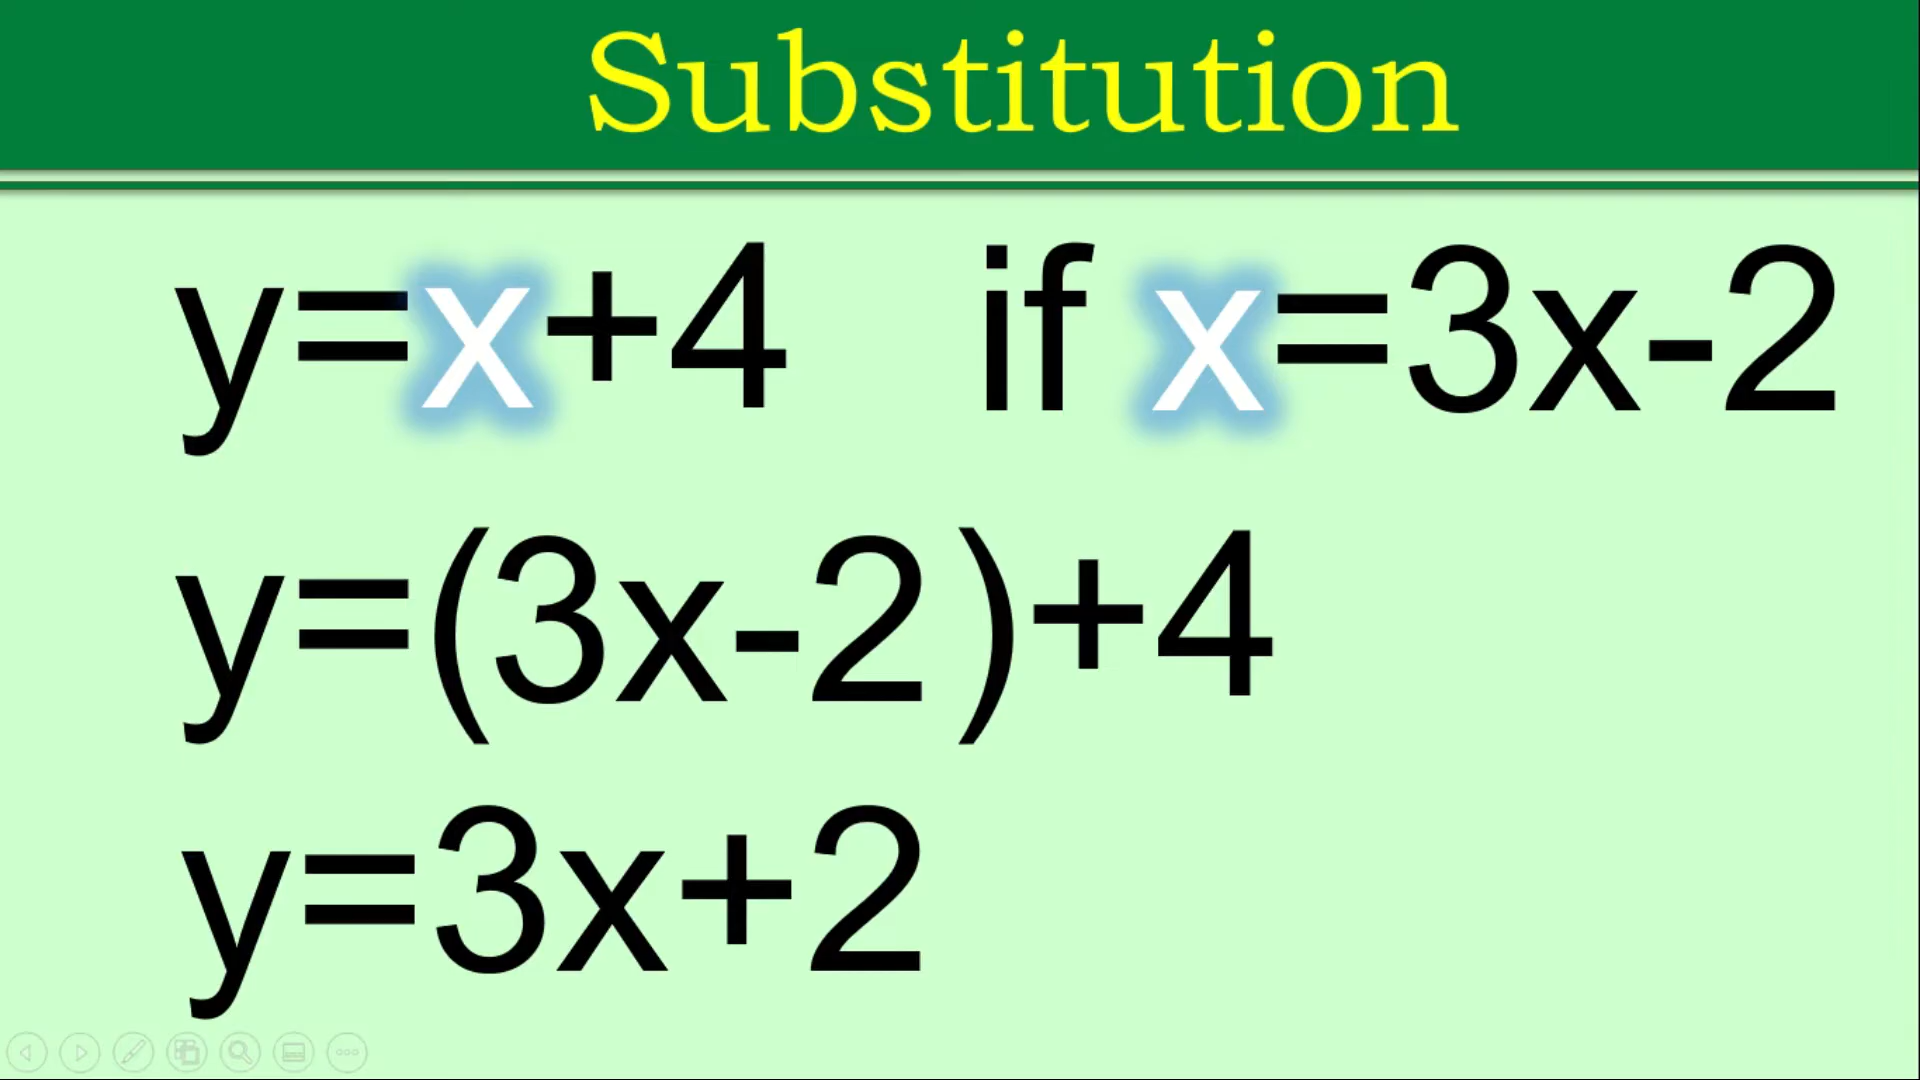 Substitution
y=x+4 if x=3x-2
y=(3x-2)+4
y=3x+2